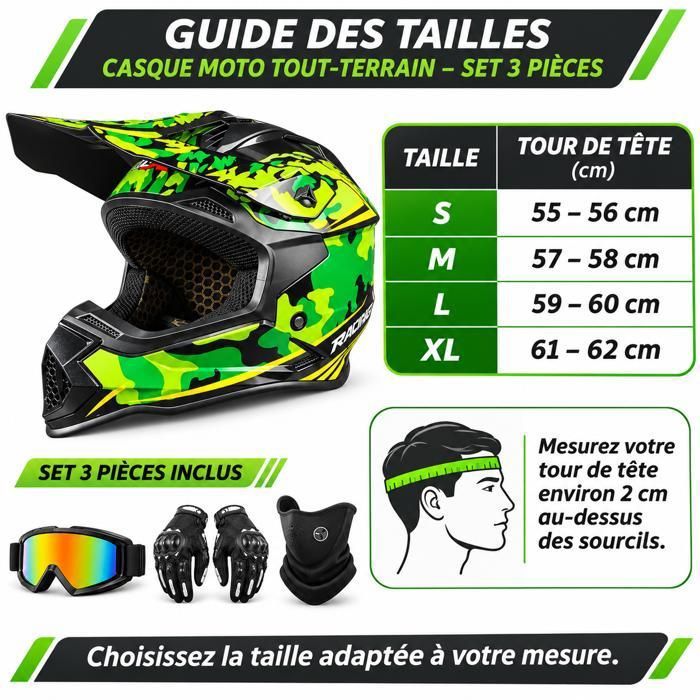 GUIDE DES TAILLES
CASQUE MOTO TOUT-TERRAIN – SET 3 PIÈCES
TAILLE
TOUR DE TÊTE
(cm)
S
55 – 56 cm
M
57 – 58 cm
L
59 – 60 cm
XL
61 – 62 cm
RACING
SET 3 PIÈCES INCLUS
Mesurez votre
tour de tête
environ 2 cm
au-dessus
des sourcils.
Choisissez la taille adaptée à votre mesure.